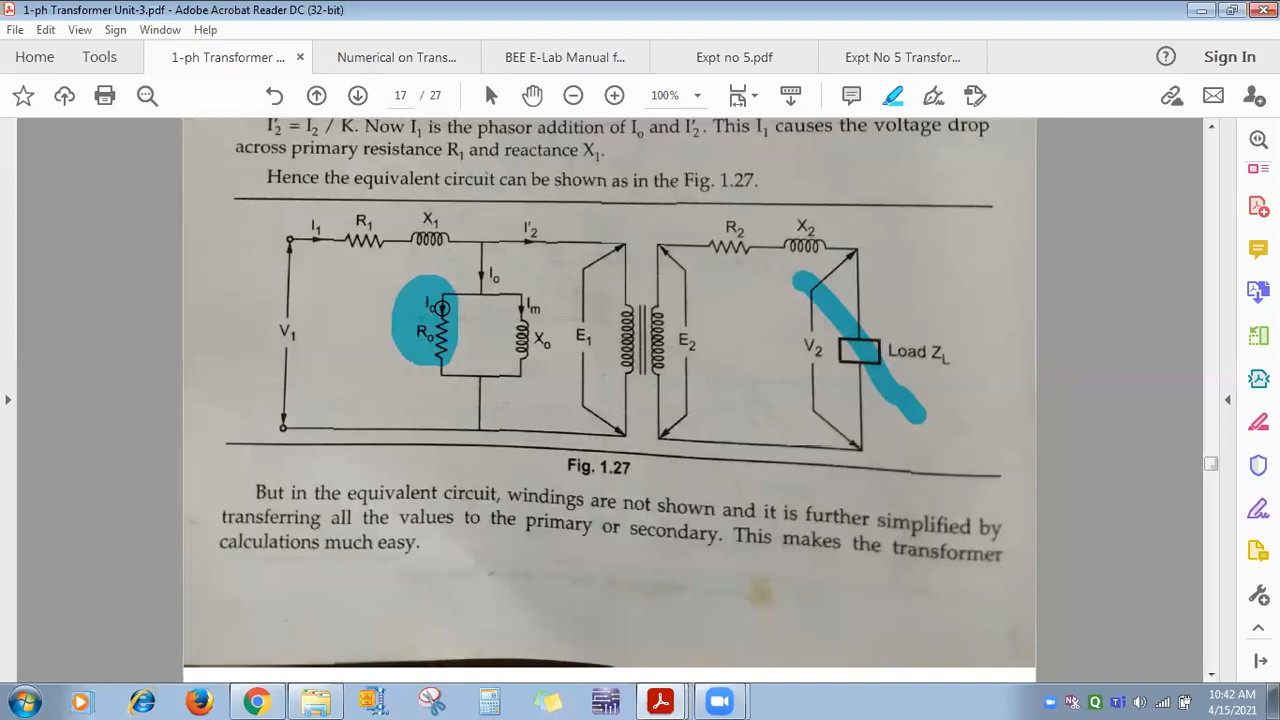 1-ph Transformer Unit-3.pdf - Adobe Acrobat Reader DC (32-bit)
File Edit View Sign Window Help
Home Tools 1-ph Transformer ... × Numerical on Trans... BEE E-Lab Manual f... Expt no 5.pdf Expt No 5 Transfor... Sign In
17 / 27 100%
I'₂ = I₂ / K. Now I₁ is the phasor addition of Iₒ and I'₂. This I₁ causes the voltage drop
across primary resistance R₁ and reactance X₁.
Hence the equivalent circuit can be shown as in the Fig. 1.27.
I₁ R₁ X₁ I'₂ R₂ X₂
Iₒ
Iₘ
V₁ Rₒ Xₒ E₁ E₂ V₂ Load Z_L
Fig. 1.27
But in the equivalent circuit, windings are not shown and it is further simplified by
transferring all the values to the primary or secondary. This makes the transformer
calculations much easy.
10:42 AM
4/15/2021